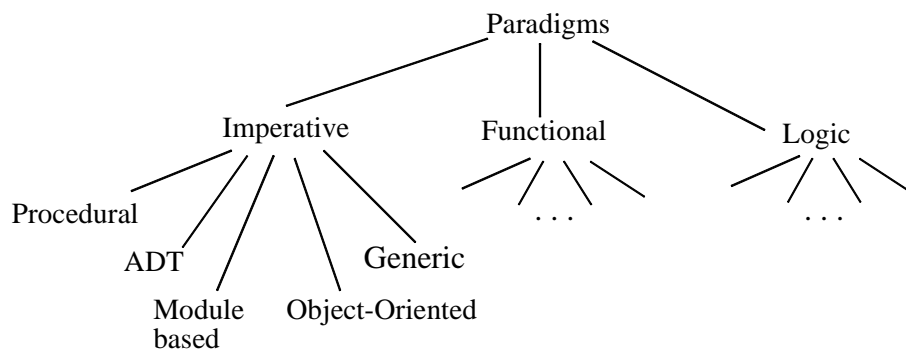 Paradigms
Imperative
Functional
Logic
Procedural
. . .
. . .
ADT
Generic
Module
based
Object-Oriented